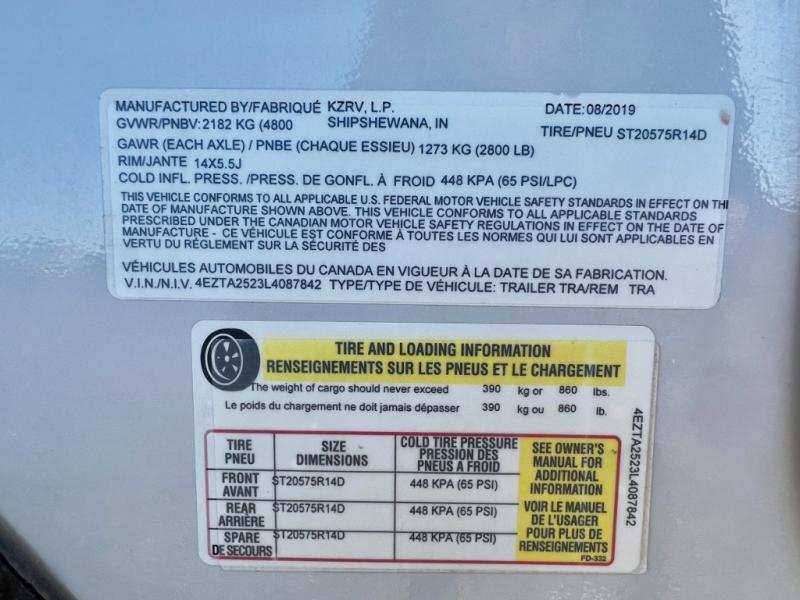 MANUFACTURED BY/FABRIQUÉ KZRV, L.P. DATE: 08/2019
GVWR/PNBV: 2182 KG (4800 SHIPSHEWANA, IN TIRE/PNEU ST20575R14D
GAWR (EACH AXLE) / PNBE (CHAQUE ESSIEU) 1273 KG (2800 LB)
RIM/JANTE 14X5.5J
COLD INFL. PRESS. /PRESS. DE GONFL. À FROID 448 KPA (65 PSI/LPC)
THIS VEHICLE CONFORMS TO ALL APPLICABLE U.S. FEDERAL MOTOR VEHICLE SAFETY STANDARDS IN EFFECT ON THE
DATE OF MANUFACTURE SHOWN ABOVE. THIS VEHICLE CONFORMS TO ALL APPLICABLE STANDARDS
PRESCRIBED UNDER THE CANADIAN MOTOR VEHICLE SAFETY REGULATIONS IN EFFECT ON THE DATE OF
MANUFACTURE - CE VÉHICULE EST CONFORME À TOUTES LES NORMES QUI LUI SONT APPLICABLES EN
VERTU DU RÉGLEMENT SUR LA SÉCURITÉ DES
VÉHICULES AUTOMOBILES DU CANADA EN VIGUEUR À LA DATE DE SA FABRICATION.
V.I.N./N.I.V. 4EZTA2523L4087842 TYPE/TYPE DE VÉHICULE: TRAILER TRA/REM TRA
TIRE AND LOADING INFORMATION
RENSEIGNEMENTS SUR LES PNEUS ET LE CHARGEMENT
The weight of cargo should never exceed 390 kg or 860 lbs.
Le poids du chargement ne doit jamais dépasser 390 kg ou 860 lb.
TIRE
PNEU
SIZE
DIMENSIONS
COLD TIRE PRESSURE
PRESSION DES
PNEUS A FROID
FRONT
AVANT
ST20575R14D
448 KPA (65 PSI)
REAR
ARRIÈRE
ST20575R14D
448 KPA (65 PSI)
SPARE
DE SECOURS
ST20575R14D
448 KPA (65 PSI)
SEE OWNER'S
MANUAL FOR
ADDITIONAL
INFORMATION
VOIR LE MANUEL
DE L'USAGER
POUR PLUS DE
RENSEIGNEMENTS
FD-332
4EZTA2523L4087842